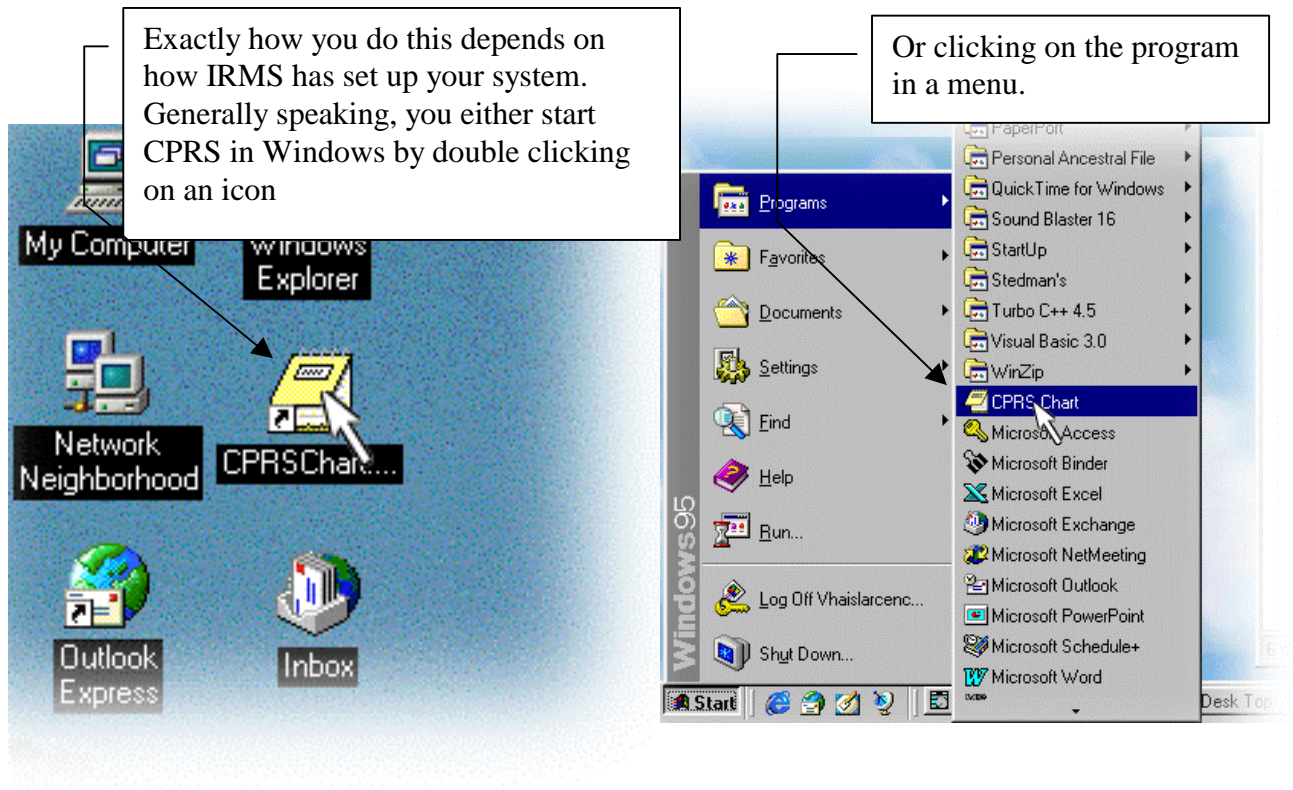 Exactly how you do this depends on
how IRMS has set up your system.
Generally speaking, you either start
CPRS in Windows by double clicking
on an icon
Or clicking on the program
in a menu.
My Computer
Windows
Explorer
Network
Neighborhood
CPRSChart....
Outlook
Express
Inbox
Windows95
Programs
Favorites
Documents
Settings
Find
Help
Run...
Log Off Vhaislarcenc...
Shut Down...
Start
PaperPort
Personal Ancestral File
QuickTime for Windows
Sound Blaster 16
StartUp
Stedman's
Turbo C++ 4.5
Visual Basic 3.0
WinZip
CPRS Chart
Microsoft Access
Microsoft Binder
Microsoft Excel
Microsoft Exchange
Microsoft NetMeeting
Microsoft Outlook
Microsoft PowerPoint
Microsoft Schedule+
Microsoft Word
Desk Top